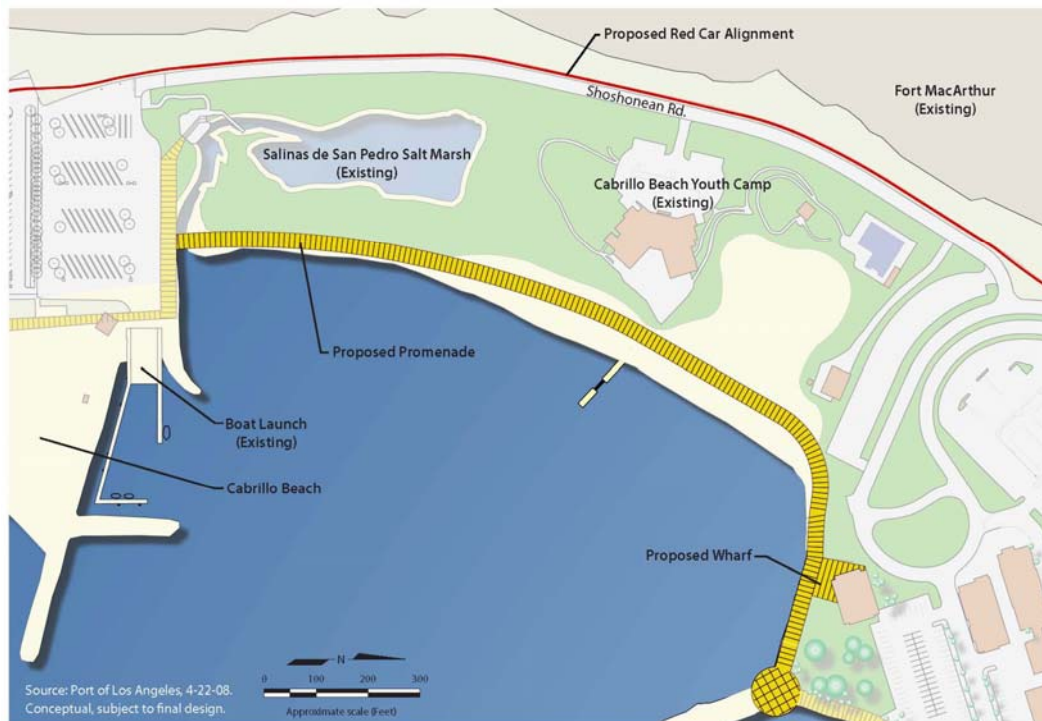 Proposed Red Car Alignment
Fort MacArthur
(Existing)
Shoshonean Rd.
Salinas de San Pedro Salt Marsh
(Existing)
Cabrillo Beach Youth Camp
(Existing)
Proposed Promenade
Boat Launch
(Existing)
Cabrillo Beach
Proposed Wharf
N
0 100 200 300
Approximate scale (Feet)
Source: Port of Los Angeles, 4-22-08.
Conceptual, subject to final design.